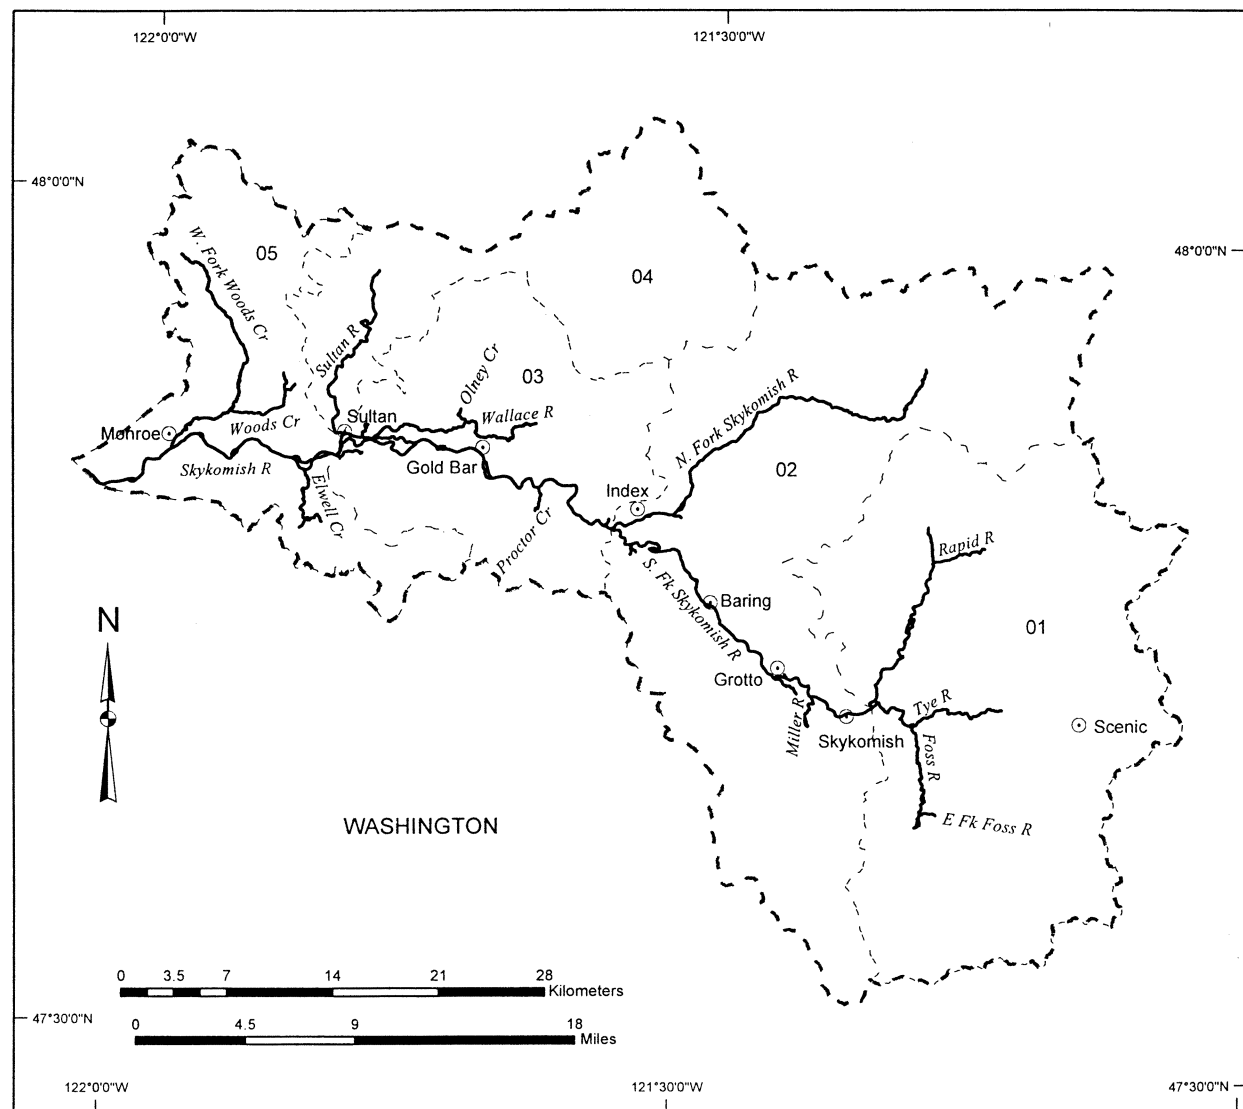 122°0'0"W
121°30'0"W
48°0'0"N
48°0'0"N
05
04
03
02
01
W. Fork Woods Cr
Sultan R
Olney Cr
Wallace R
N. Fork Skykomish R
Monroe
Woods Cr
Sultan
Skykomish R
Gold Bar
Elwell Cr
Index
Proctor Cr
S. Fk Skykomish R
Rapid R
Baring
Grotto
Miller R
Skykomish
Tye R
Foss R
Scenic
E Fk Foss R
N
WASHINGTON
0 3.5 7 14 21 28
Kilometers
0 4.5 9 18
Miles
47°30'0"N
122°0'0"W
121°30'0"W
47°30'0"N